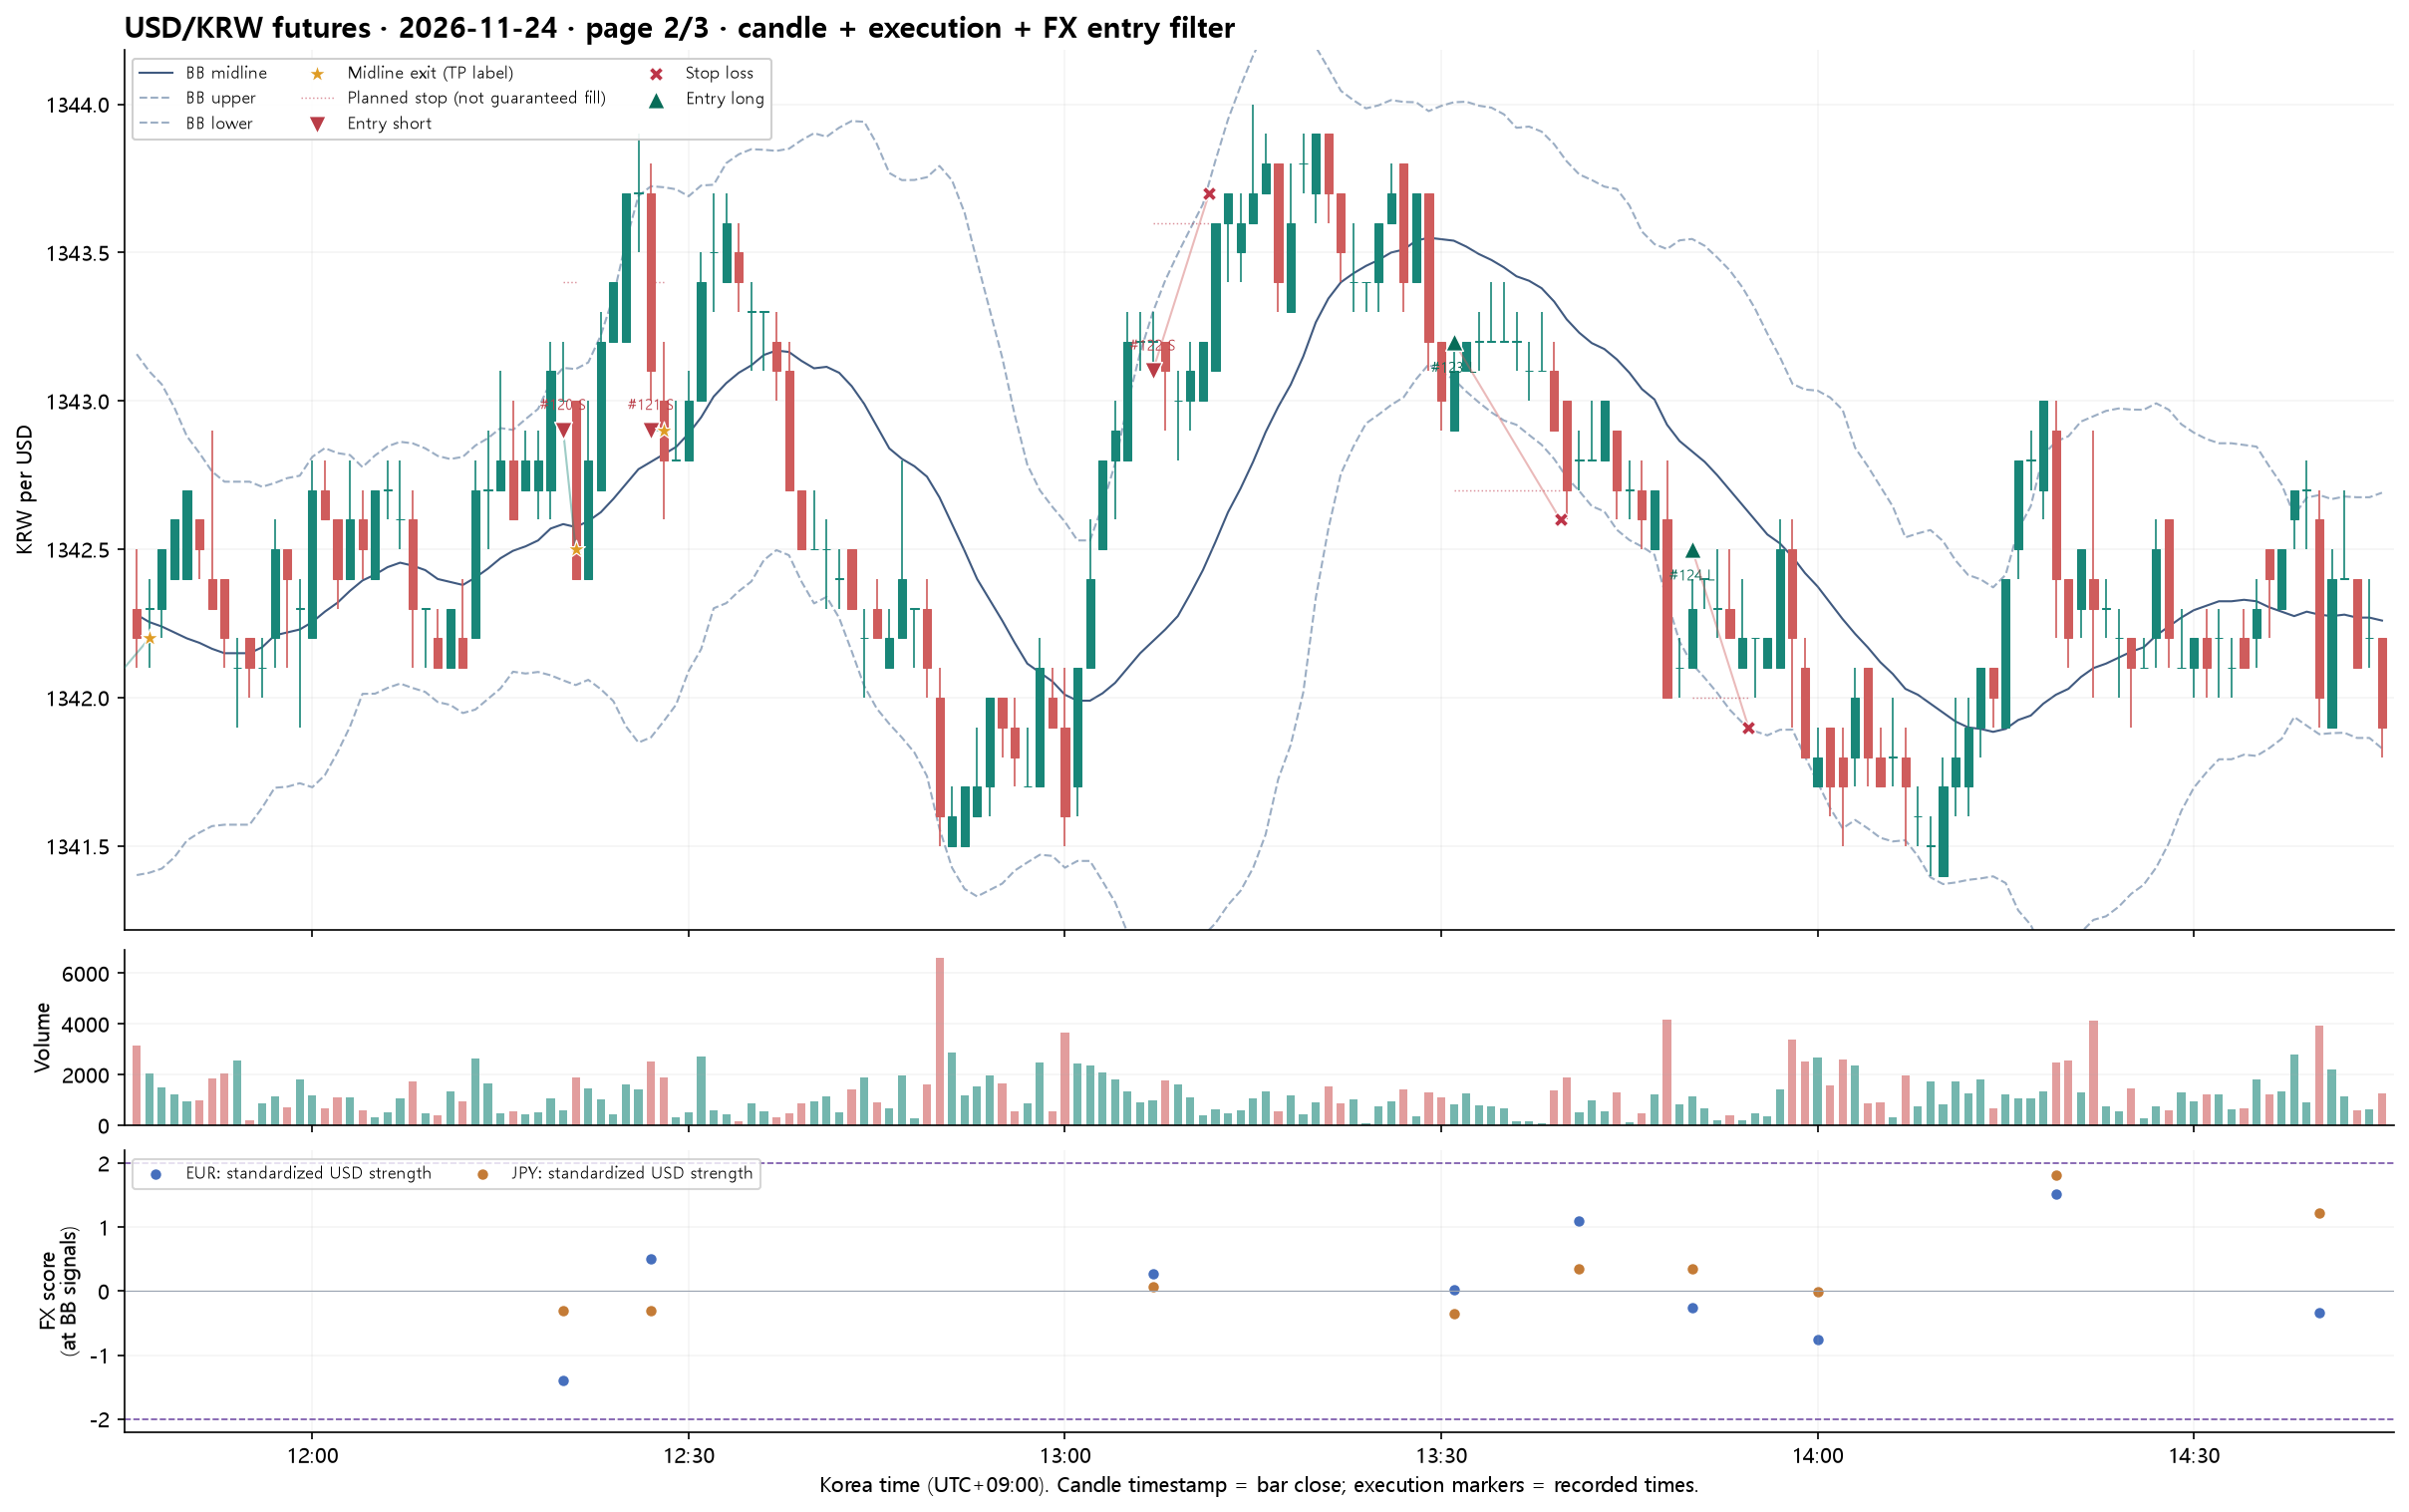 USD/KRW futures · 2026-11-24 · page 2/3 · candle + execution + FX entry filter
BB midline
BB upper
BB lower
Midline exit (TP label)
Planned stop (not guaranteed fill)
Entry short
Stop loss
Entry long
KRW per USD
1344.0
1343.5
1343.0
1342.5
1342.0
1341.5
#120 S
#121 S
#122 S
#123 L
#124 L
Volume
6000
4000
2000
0
EUR: standardized USD strength
JPY: standardized USD strength
FX score
(at BB signals)
2
1
0
-1
-2
12:00
12:30
13:00
13:30
14:00
14:30
Korea time (UTC+09:00). Candle timestamp = bar close; execution markers = recorded times.